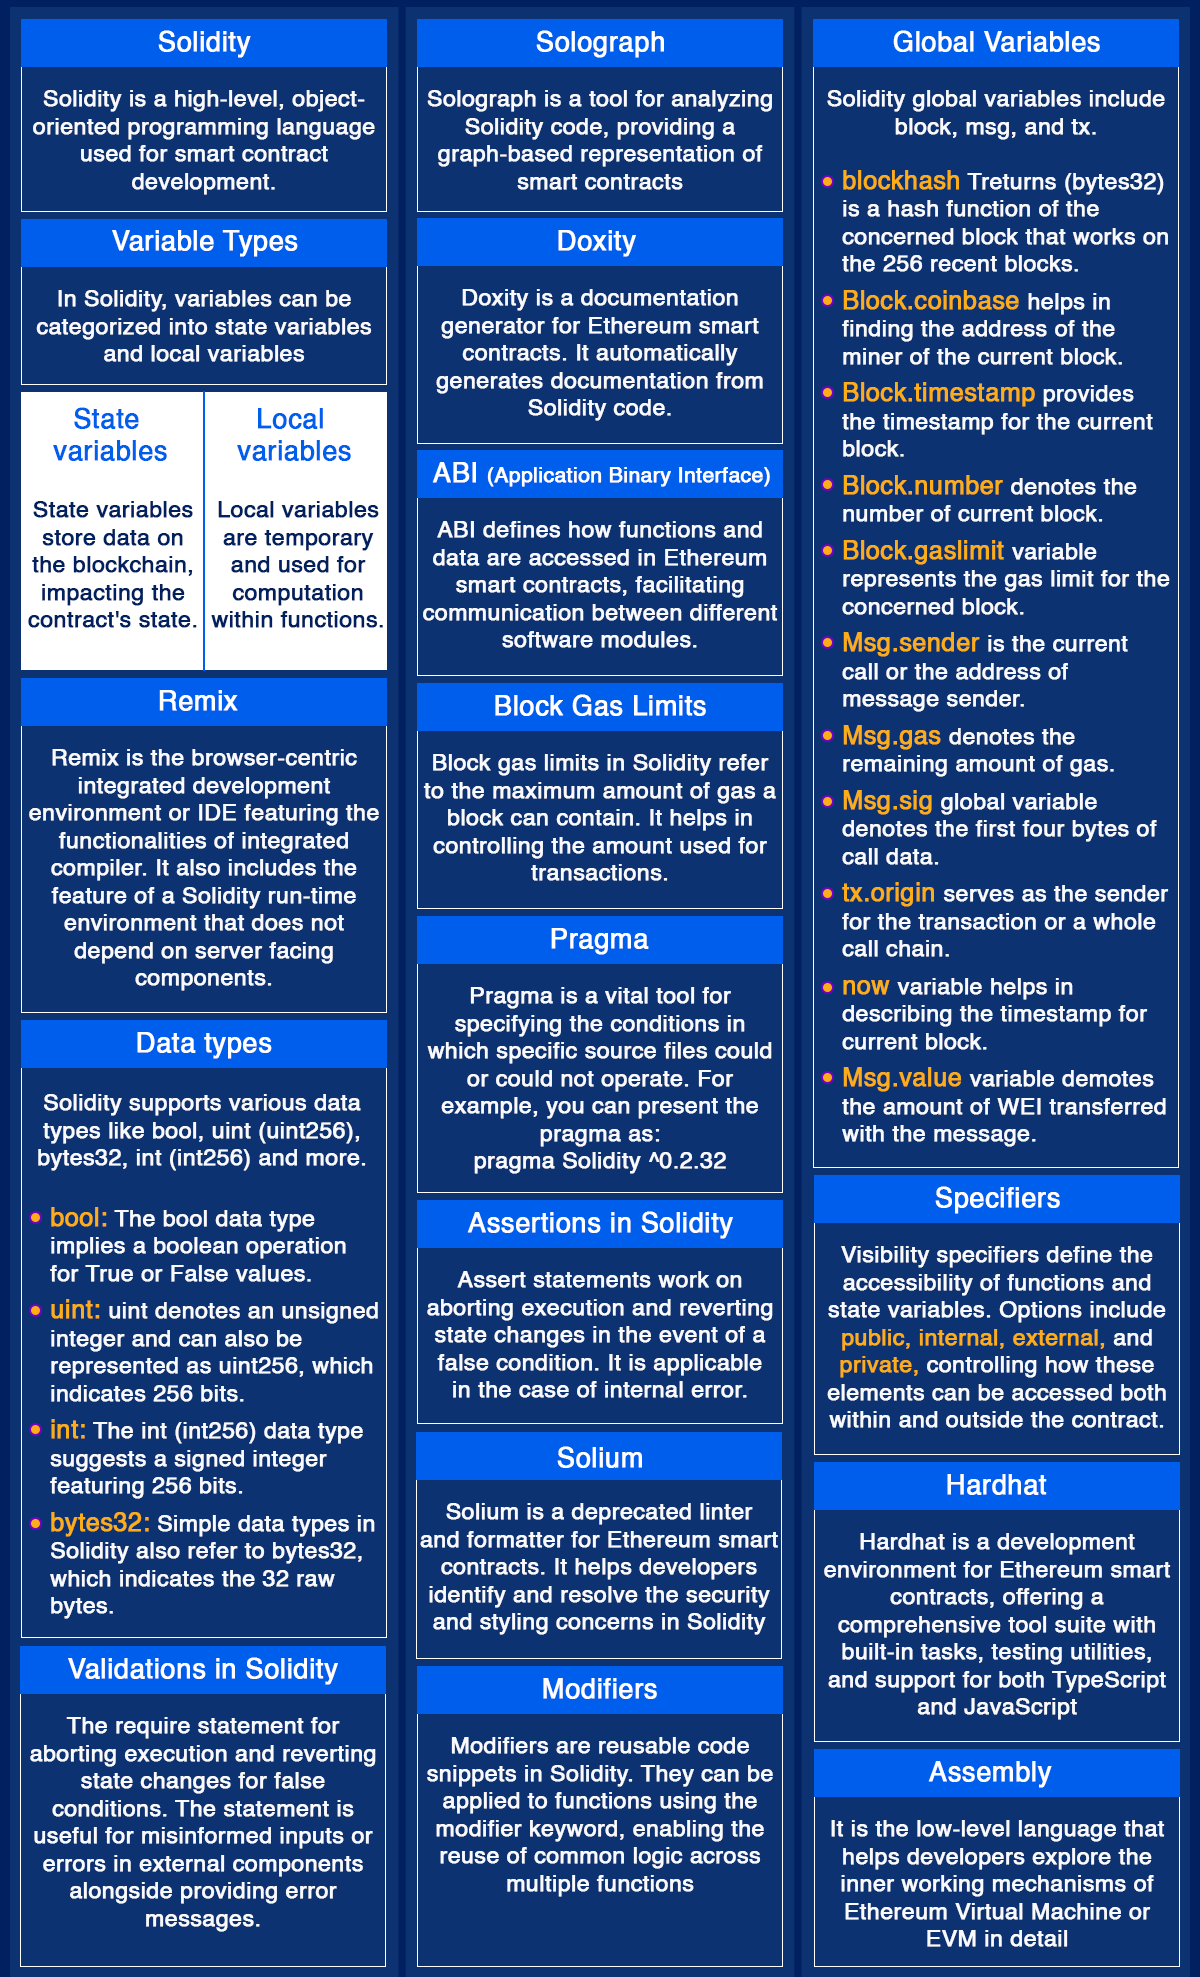 Solidity
Solidity is a high-level, object-
oriented programming language
used for smart contract
development.
Variable Types
In Solidity, variables can be
categorized into state variables
and local variables
State
variables
State variables
store data on
the blockchain,
impacting the
contract's state.
Local
variables
Local variables
are temporary
and used for
computation
within functions.
Remix
Remix is the browser-centric
integrated development
environment or IDE featuring the
functionalities of integrated
compiler. It also includes the
feature of a Solidity run-time
environment that does not
depend on server facing
components.
Data types
Solidity supports various data
types like bool, uint (uint256),
bytes32, int (int256) and more.
bool: The bool data type
implies a boolean operation
for True or False values.
uint: uint denotes an unsigned
integer and can also be
represented as uint256, which
indicates 256 bits.
int: The int (int256) data type
suggests a signed integer
featuring 256 bits.
bytes32: Simple data types in
Solidity also refer to bytes32,
which indicates the 32 raw
bytes.
Validations in Solidity
The require statement for
aborting execution and reverting
state changes for false
conditions. The statement is
useful for misinformed inputs or
errors in external components
alongside providing error
messages.
Solograph
Solograph is a tool for analyzing
Solidity code, providing a
graph-based representation of
smart contracts
Doxity
Doxity is a documentation
generator for Ethereum smart
contracts. It automatically
generates documentation from
Solidity code.
ABI (Application Binary Interface)
ABI defines how functions and
data are accessed in Ethereum
smart contracts, facilitating
communication between different
software modules.
Block Gas Limits
Block gas limits in Solidity refer
to the maximum amount of gas a
block can contain. It helps in
controlling the amount used for
transactions.
Pragma
Pragma is a vital tool for
specifying the conditions in
which specific source files could
or could not operate. For
example, you can present the
pragma as:
pragma Solidity ^0.2.32
Assertions in Solidity
Assert statements work on
aborting execution and reverting
state changes in the event of a
false condition. It is applicable
in the case of internal error.
Solium
Solium is a deprecated linter
and formatter for Ethereum smart
contracts. It helps developers
identify and resolve the security
and styling concerns in Solidity
Modifiers
Modifiers are reusable code
snippets in Solidity. They can be
applied to functions using the
modifier keyword, enabling the
reuse of common logic across
multiple functions
Global Variables
Solidity global variables include
block, msg, and tx.
blockhash Treturns (bytes32)
is a hash function of the
concerned block that works on
the 256 recent blocks.
Block.coinbase helps in
finding the address of the
miner of the current block.
Block.timestamp provides
the timestamp for the current
block.
Block.number denotes the
number of current block.
Block.gaslimit variable
represents the gas limit for the
concerned block.
Msg.sender is the current
call or the address of
message sender.
Msg.gas denotes the
remaining amount of gas.
Msg.sig global variable
denotes the first four bytes of
call data.
tx.origin serves as the sender
for the transaction or a whole
call chain.
now variable helps in
describing the timestamp for
current block.
Msg.value variable demotes
the amount of WEI transferred
with the message.
Specifiers
Visibility specifiers define the
accessibility of functions and
state variables. Options include
public, internal, external, and
private, controlling how these
elements can be accessed both
within and outside the contract.
Hardhat
Hardhat is a development
environment for Ethereum smart
contracts, offering a
comprehensive tool suite with
built-in tasks, testing utilities,
and support for both TypeScript
and JavaScript
Assembly
It is the low-level language that
helps developers explore the
inner working mechanisms of
Ethereum Virtual Machine or
EVM in detail